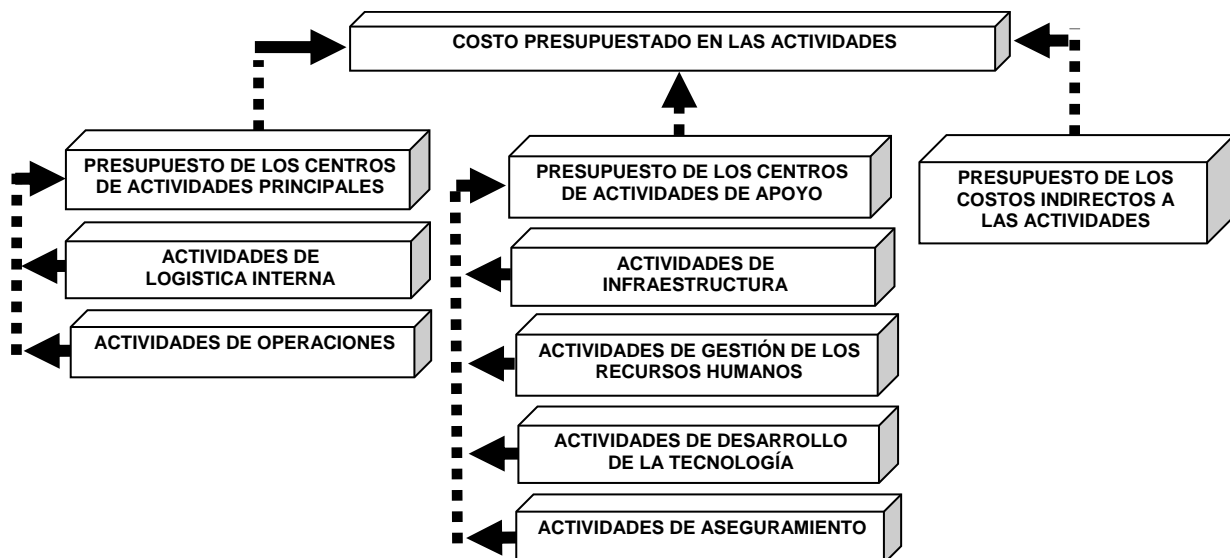 COSTO PRESUPUESTADO EN LAS ACTIVIDADES
PRESUPUESTO DE LOS CENTROS
DE ACTIVIDADES PRINCIPALES
ACTIVIDADES DE
LOGISTICA INTERNA
ACTIVIDADES DE OPERACIONES
PRESUPUESTO DE LOS CENTROS
DE ACTIVIDADES DE APOYO
ACTIVIDADES DE
INFRAESTRUCTURA
ACTIVIDADES DE GESTIÓN DE LOS
RECURSOS HUMANOS
ACTIVIDADES DE DESARROLLO
DE LA TECNOLOGÍA
ACTIVIDADES DE ASEGURAMIENTO
PRESUPUESTO DE LOS
COSTOS INDIRECTOS A
LAS ACTIVIDADES